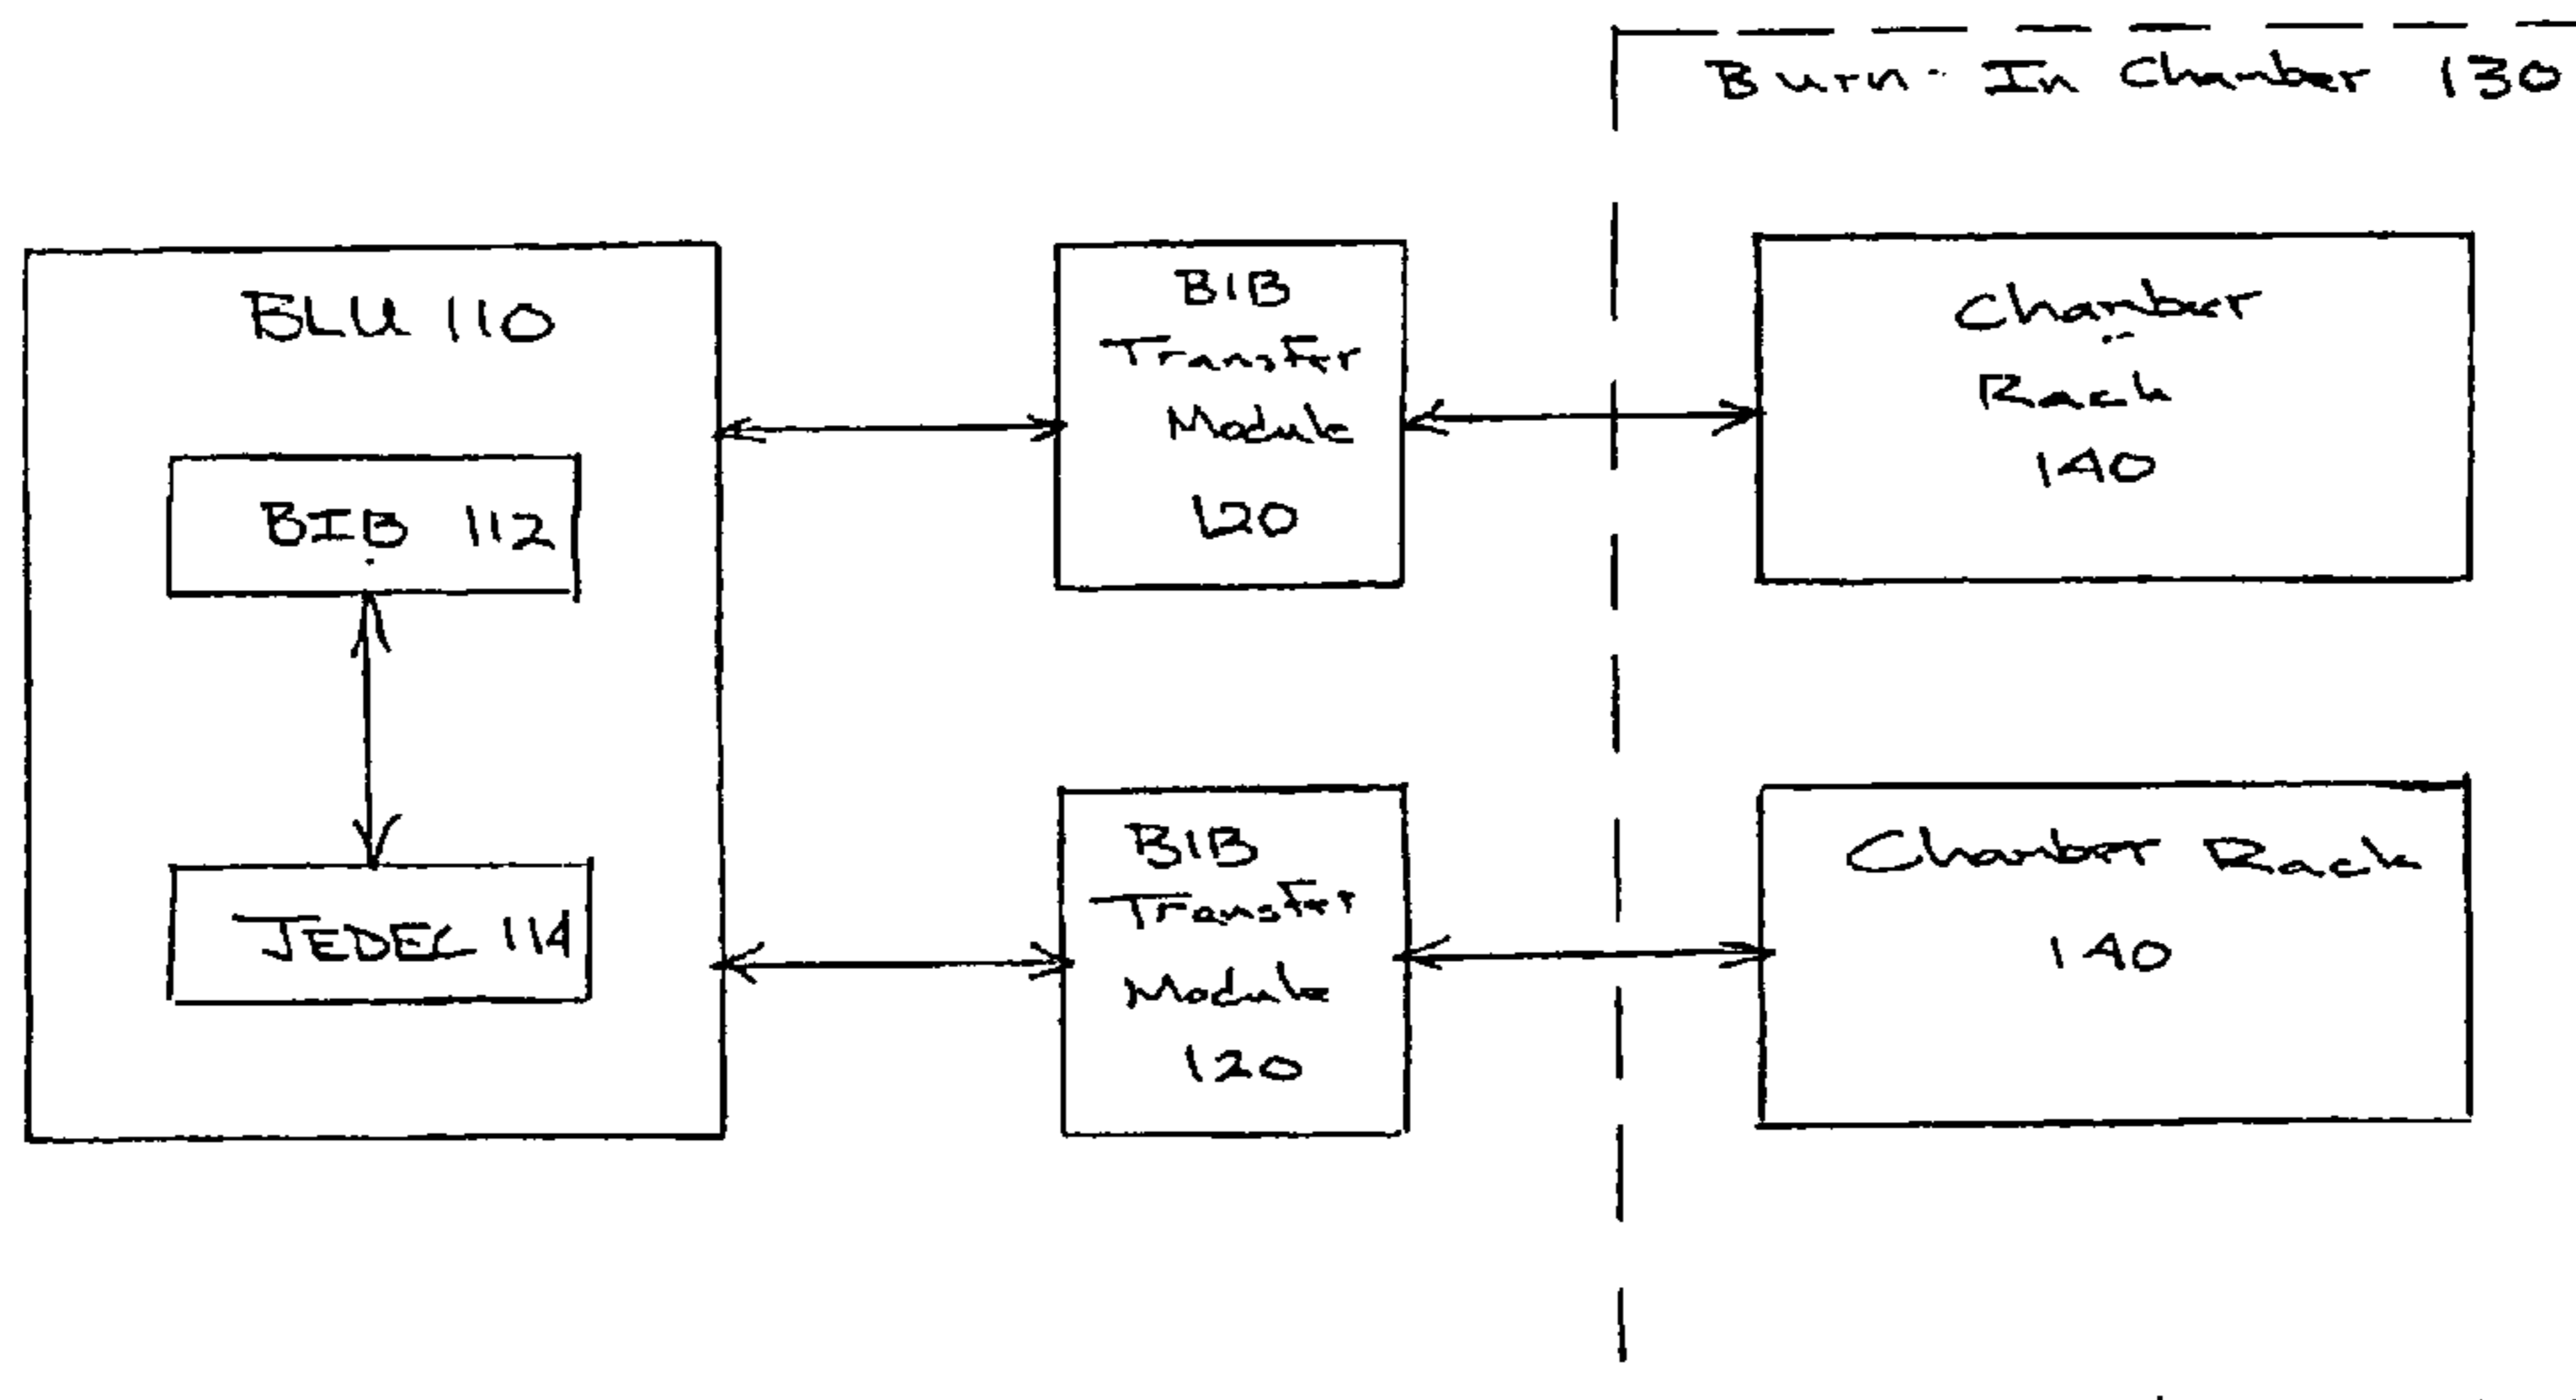 Burn-In Chamber 130
BLU 110
BIB 112
JEDEC 114
BIB
Transfer
Module
120
Chamber
Rack
140
BIB
Transfer
Module
120
Chamber Rack
140